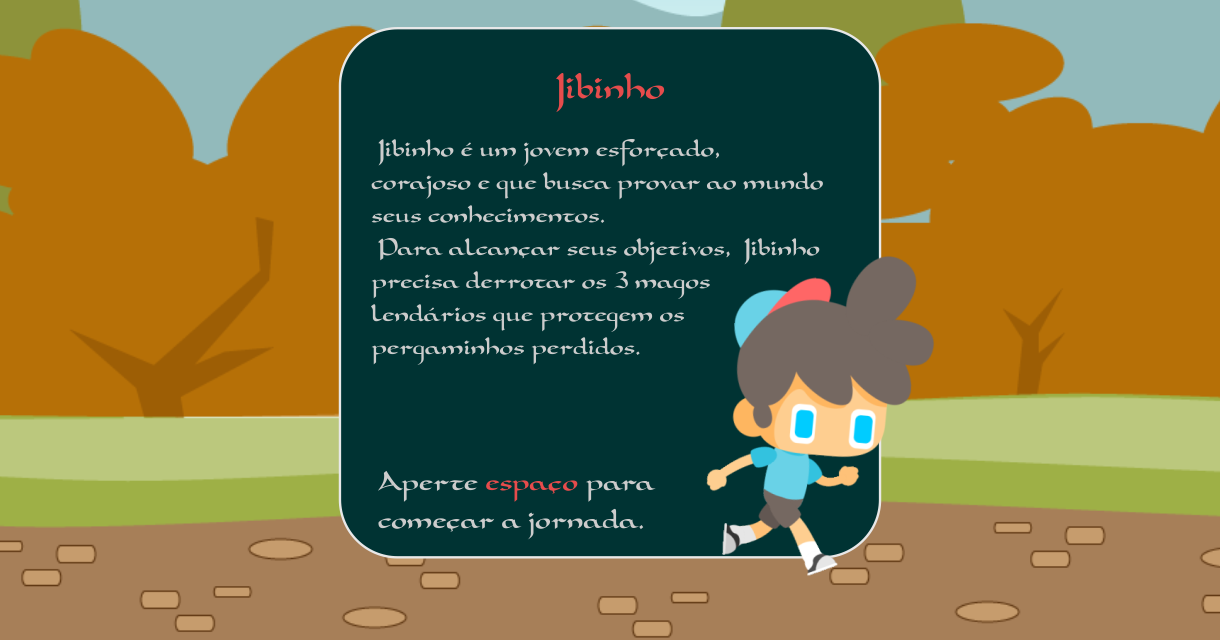 Jibinho
Jibinho é um jovem esforçado,
corajoso e que busca provar ao mundo
seus conhecimentos.
Para alcançar seus objetivos, Jibinho
precisa derrotar os 3 magos
lendários que protegem os
pergaminhos perdidos.
Aperte espaço para
começar a jornada.